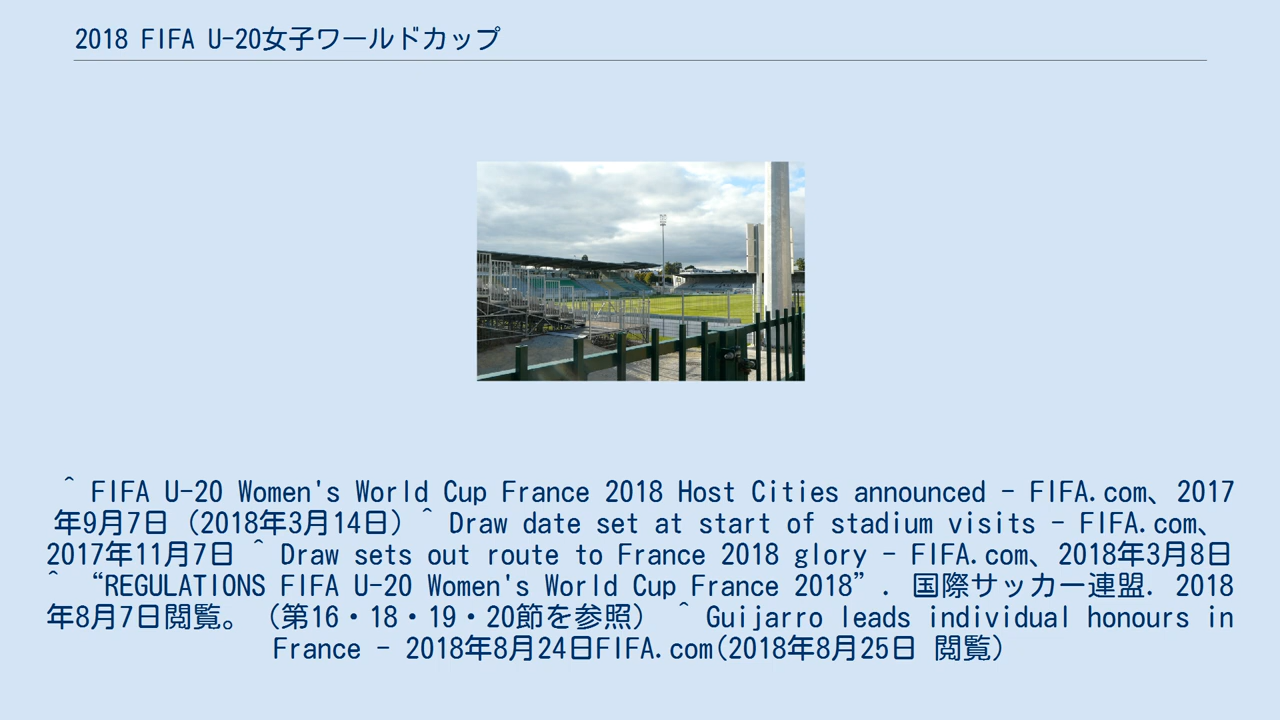 2018 FIFA U-20女子ワールドカップ
^ FIFA U-20 Women's World Cup France 2018 Host Cities announced - FIFA.com、2017
年9月7日（2018年3月14日）^ Draw date set at start of stadium visits - FIFA.com、
2017年11月7日 ^ Draw sets out route to France 2018 glory - FIFA.com、2018年3月8日
^ “REGULATIONS FIFA U-20 Women's World Cup France 2018”. 国際サッカー連盟. 2018
年8月7日閲覧。（第16・18・19・20節を参照） ^ Guijarro leads individual honours in
France - 2018年8月24日FIFA.com(2018年8月25日 閲覧)